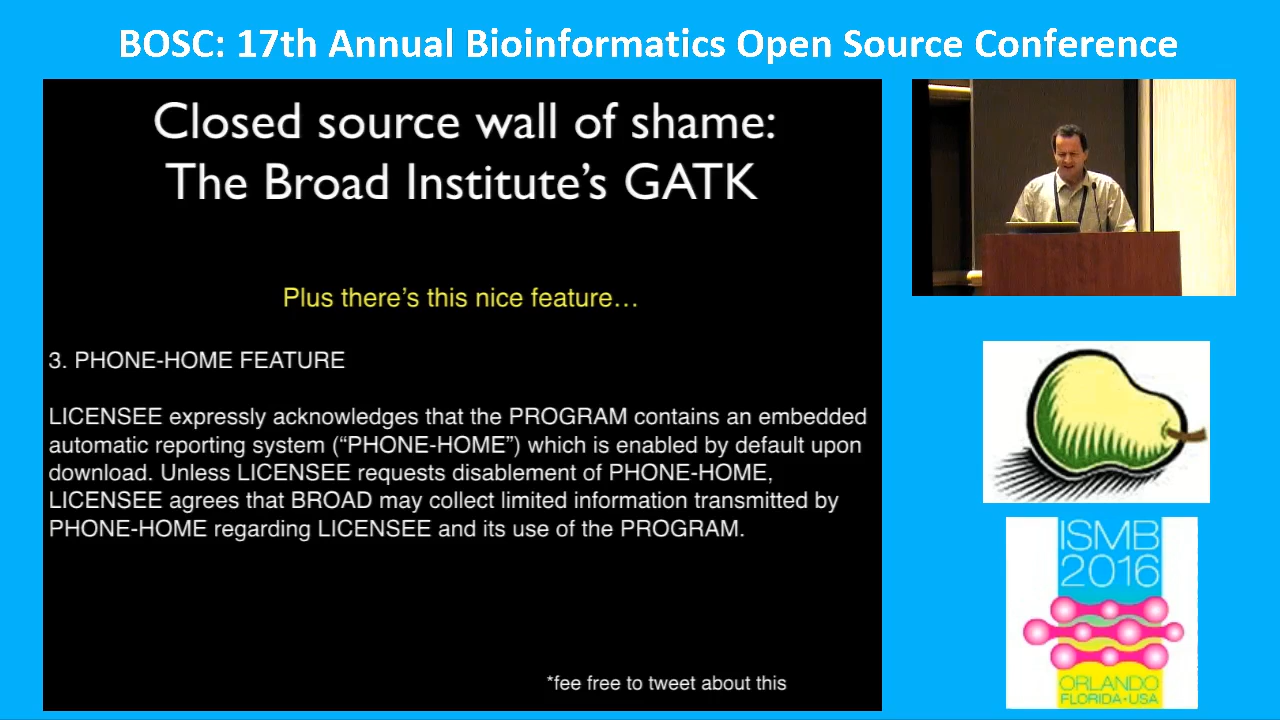 BOSC: 17th Annual Bioinformatics Open Source Conference
Closed source wall of shame:
The Broad Institute’s GATK
Plus there’s this nice feature…
3. PHONE-HOME FEATURE
LICENSEE expressly acknowledges that the PROGRAM contains an embedded
automatic reporting system (“PHONE-HOME”) which is enabled by default upon
download. Unless LICENSEE requests disablement of PHONE-HOME,
LICENSEE agrees that BROAD may collect limited information transmitted by
PHONE-HOME regarding LICENSEE and its use of the PROGRAM.
*fee free to tweet about this
ISMB
2016
ORLANDO
FLORIDA•USA